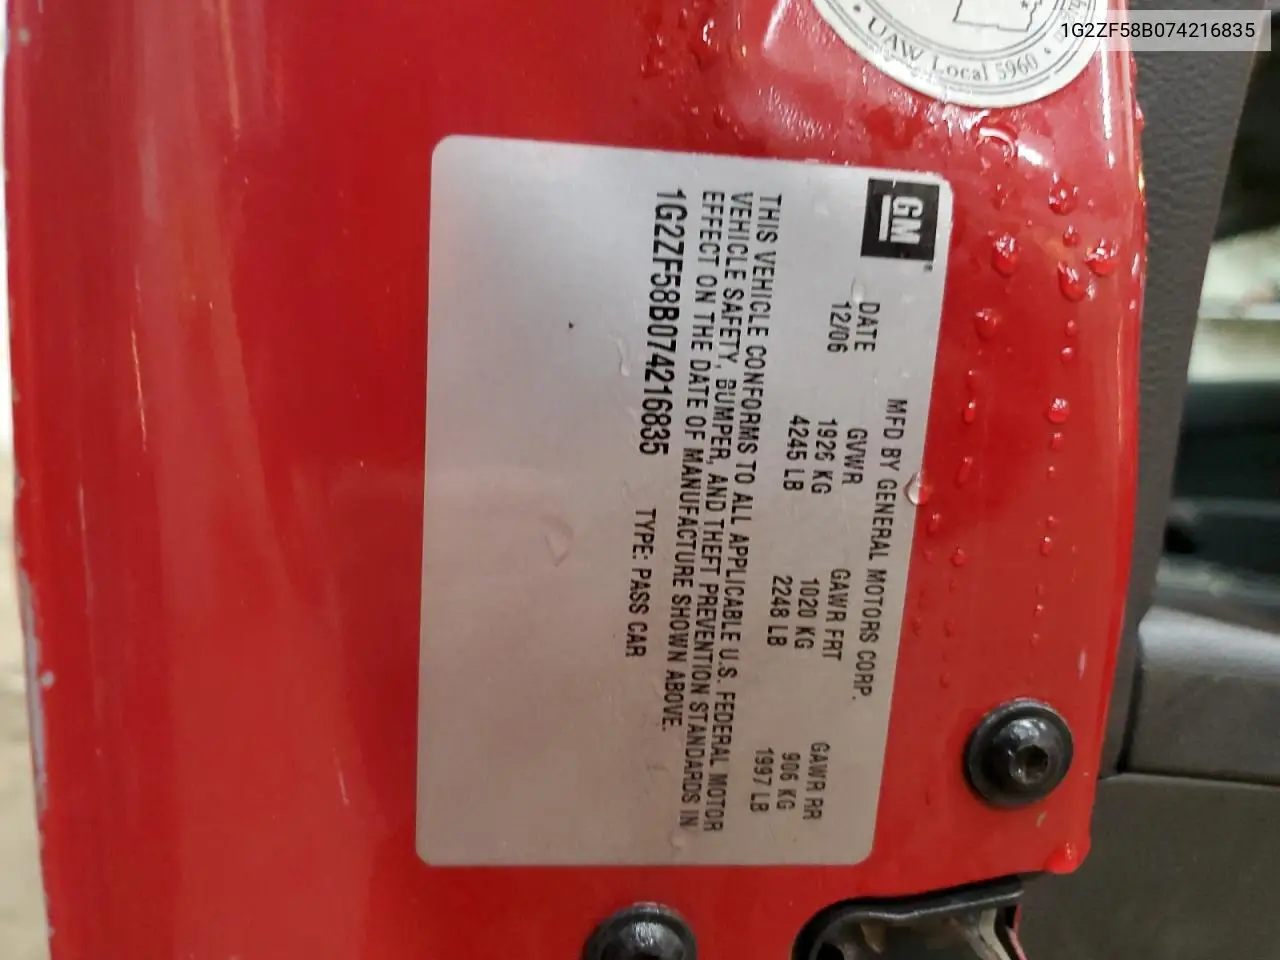 1G2ZF58B074216835
UAW Local 5960
GM
MFD BY GENERAL MOTORS CORP.
DATE GVWR GAWR FRT GAWR RR
12/06 1926 KG 1020 KG 906 KG
4245 LB 2248 LB 1997 LB
THIS VEHICLE CONFORMS TO ALL APPLICABLE U.S. FEDERAL MOTOR
VEHICLE SAFETY, BUMPER, AND THEFT PREVENTION STANDARDS IN
EFFECT ON THE DATE OF MANUFACTURE SHOWN ABOVE.
1G2ZF58B074216835 TYPE: PASS CAR